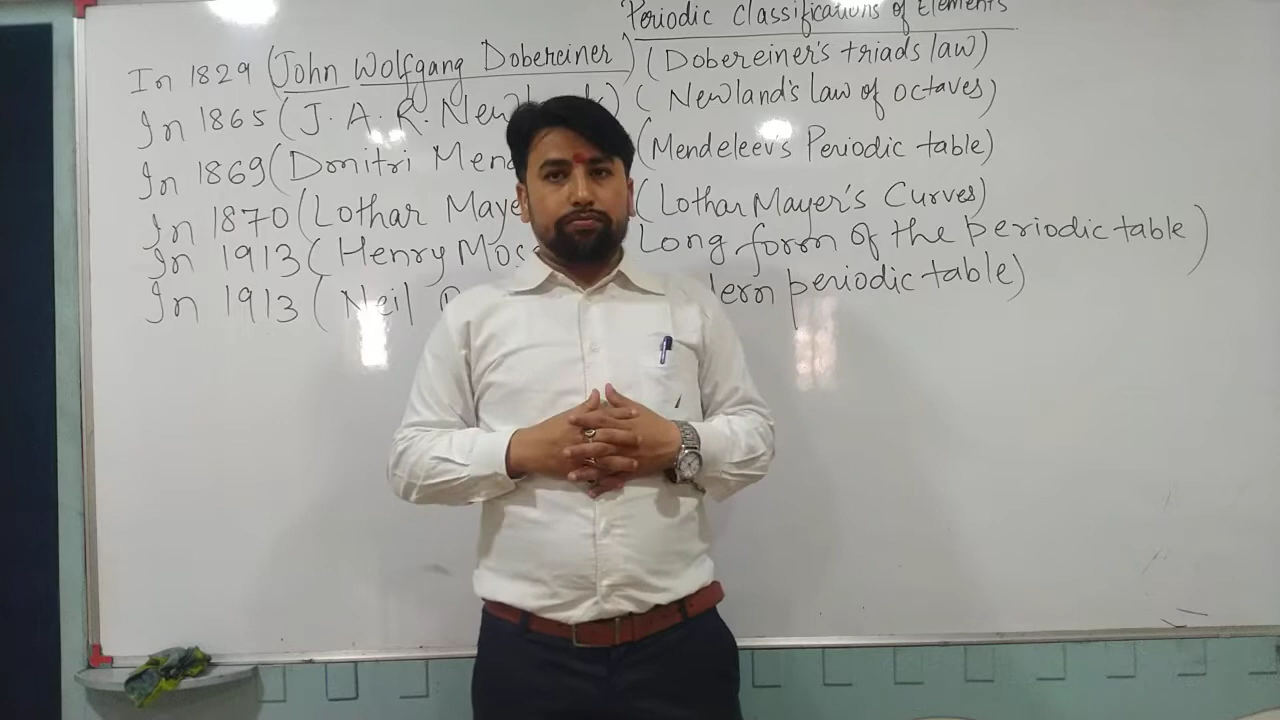 Periodic Classifications of Elements
In 1829 (John Wolfgang Dobereiner) (Dobereiner's triads law)
In 1865 (J. A. R. New) (Newland's law of octaves)
In 1869 (Dmitri Men (Mendeleev's Periodic table)
In 1870 (Lothar Maye (Lothar Mayer's Curves)
In 1913 (Henry Mos Long form of the periodic table)
In 1913 (Neil dern periodic table)